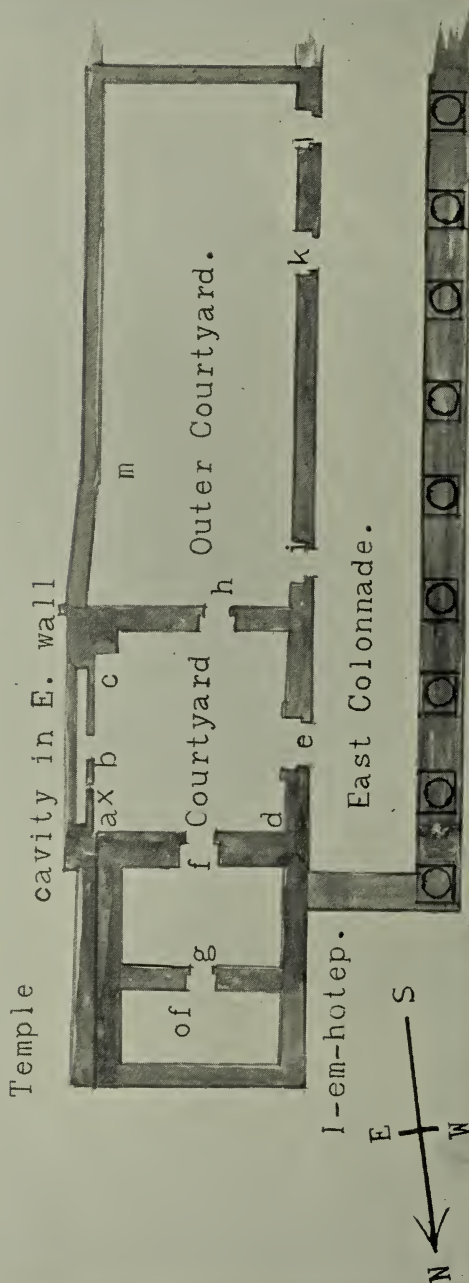 Temple
cavity in E. wall
a x b c
m
of
g
f
Courtyard
h
Outer Courtyard.
d
e
j
k
l
I-em-hotep.
East Colonnade.
E
N S
W